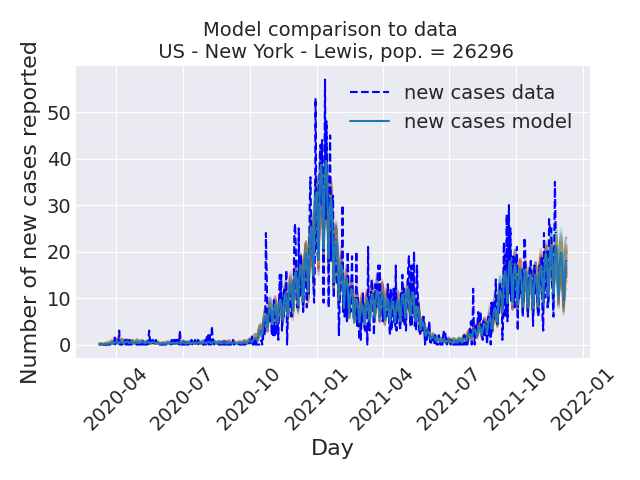 Model comparison to data
US - New York - Lewis, pop. = 26296
Number of new cases reported
50
40
30
20
10
0
new cases data
new cases model
2020-04
2020-07
2020-10
2021-01
2021-04
2021-07
2021-10
2022-01
Day